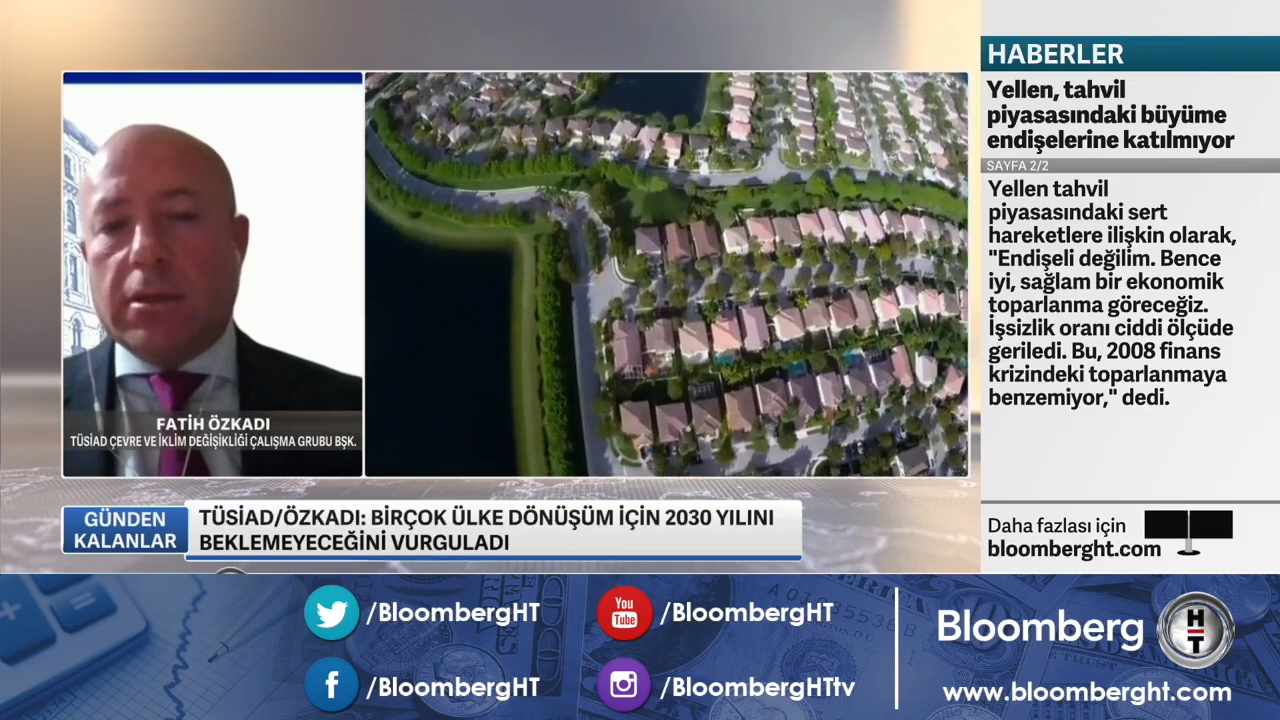 FATİH ÖZKADI
TÜSİAD ÇEVRE VE İKLİM DEĞİŞİKLİĞİ ÇALIŞMA GRUBU BŞK.
GÜNDEN
KALANLAR
TÜSİAD/ÖZKADI: BİRÇOK ÜLKE DÖNÜŞÜM İÇİN 2030 YILINI
BEKLEMEYECEĞİNİ VURGULADI
HABERLER
Yellen, tahvil
piyasasındaki büyüme
endişelerine katılmıyor
SAYFA 2/2
Yellen tahvil
piyasasındaki sert
hareketlere ilişkin olarak,
"Endişeli değilim. Bence
iyi, sağlam bir ekonomik
toparlanma göreceğiz.
İşsizlik oranı ciddi ölçüde
geriledi. Bu, 2008 finans
krizindeki toparlanmaya
benzemiyor," dedi.
Daha fazlası için
bloomberght.com
/BloombergHT
You
Tube
/BloombergHT
/BloombergHT
/BloombergHTtv
Bloomberg
HT
www.bloomberght.com